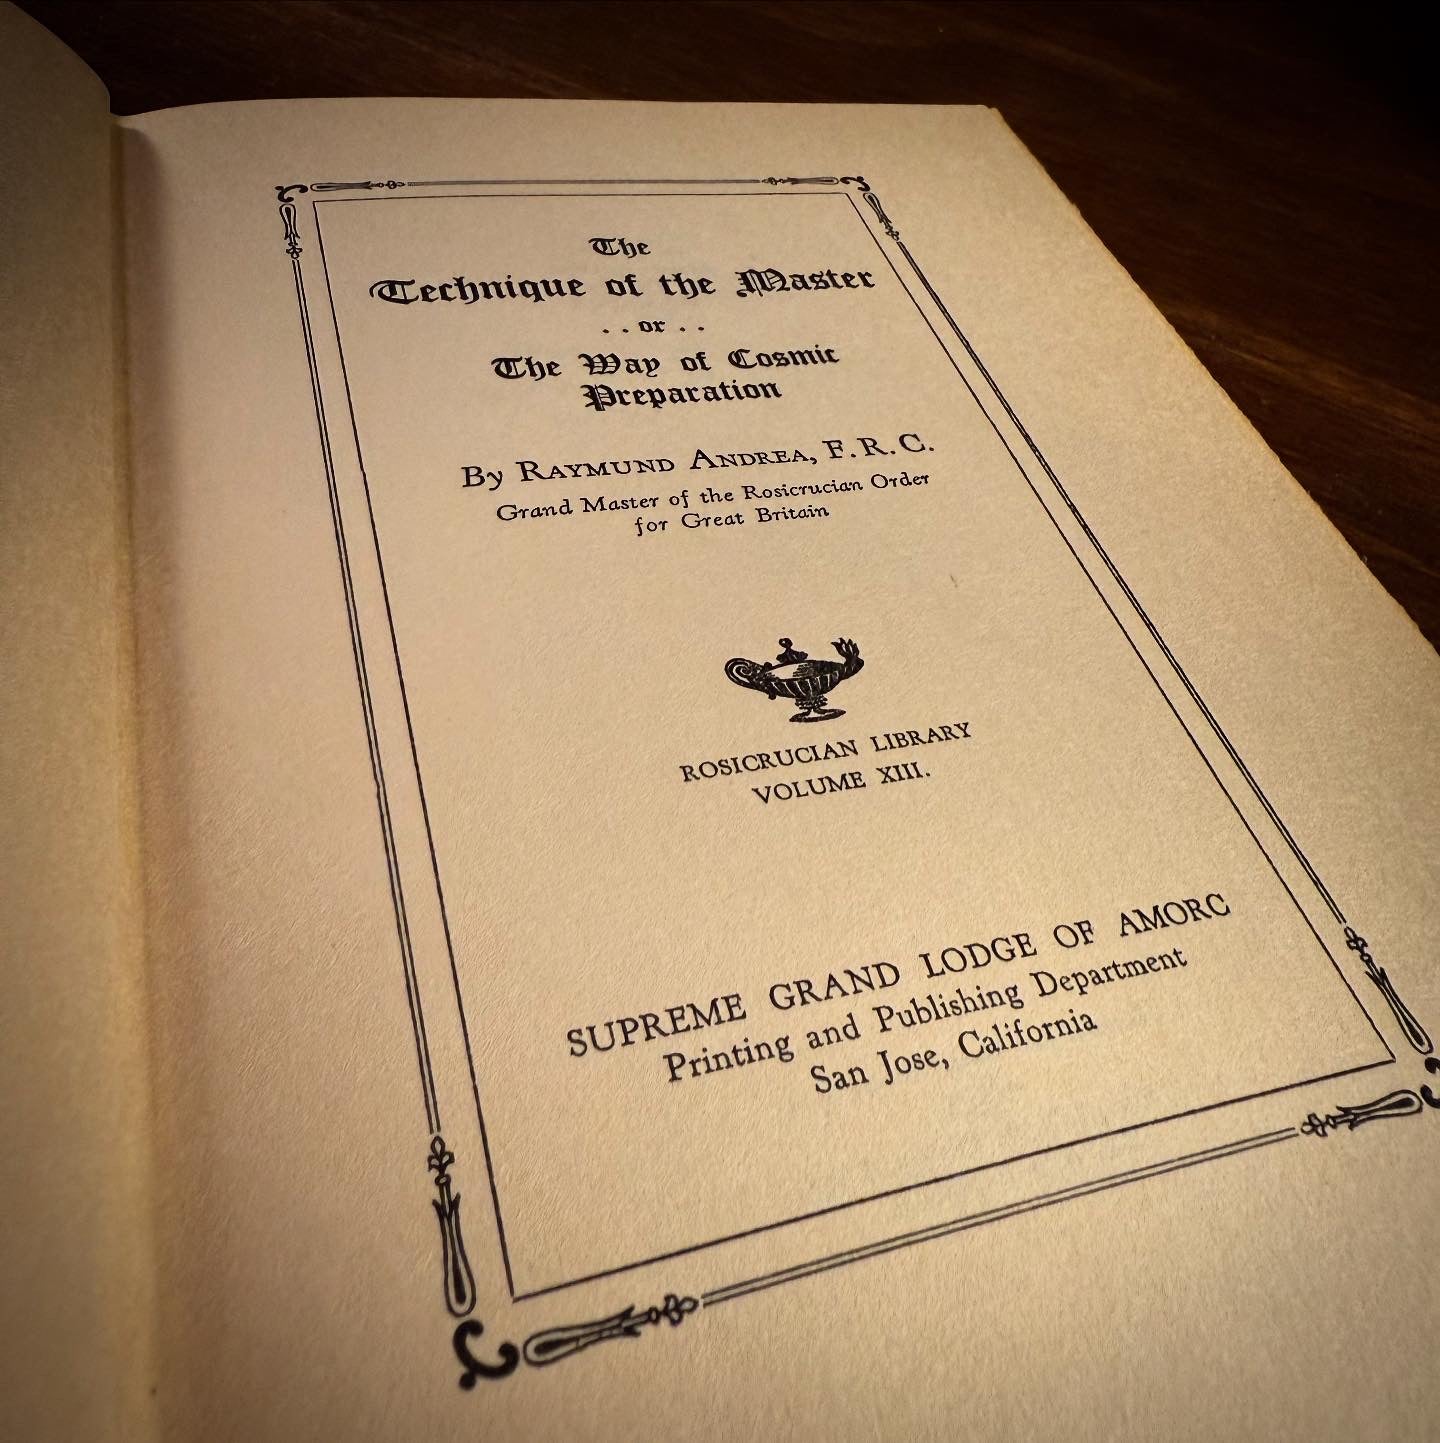 The
Technique of the Master
. . or . .
The Way of Cosmic
Preparation
By RAYMUND ANDREA, F.R.C.
Grand Master of the Rosicrucian Order
for Great Britain
ROSICRUCIAN LIBRARY
VOLUME XIII.
SUPREME GRAND LODGE OF AMORC
Printing and Publishing Department
San Jose, California